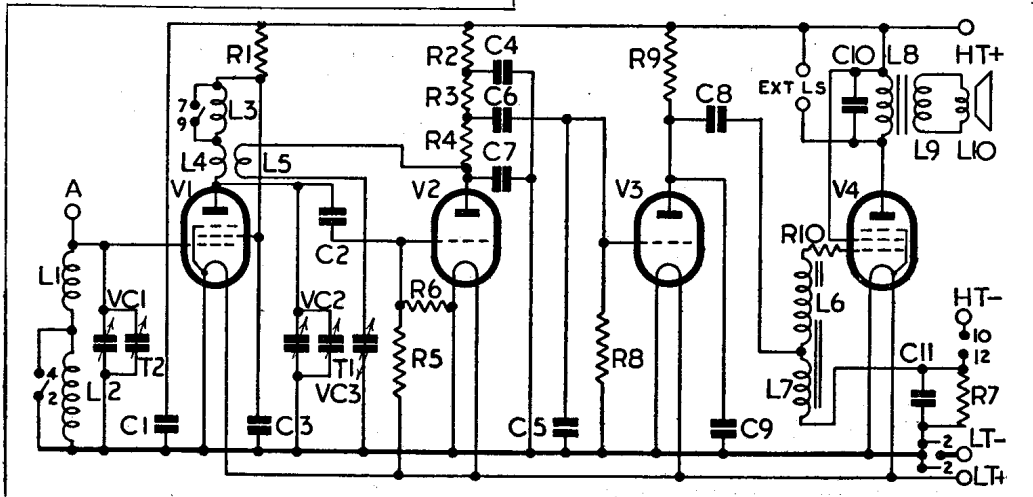 R1
R2
C4
R9
C10
L8
HT+
7
9
L3
R3
C6
EXT LS
C8
R4
L4
L5
C7
L9
L10
A
V1
V2
V3
V4
C2
R10
L1
VC1
VC2
R6
L6
HT-
10
12
T2
T1
R5
R8
C11
4
2
L2
VC3
L7
R7
C1
C3
C5
C9
2
LT-
2
LT+